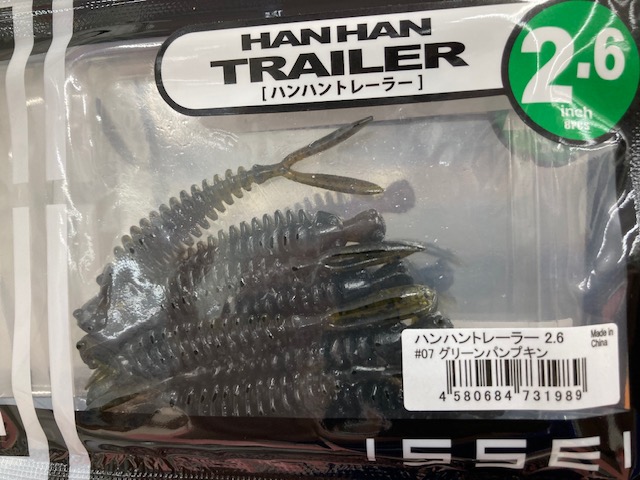 HANHAN
TRAILER
[ハンハントレーラー]
2.6
inch
8PCS
ハンハントレーラー 2.6
#07 グリーンパンプキン
Made in
China
4 580684 731989
ISSEI